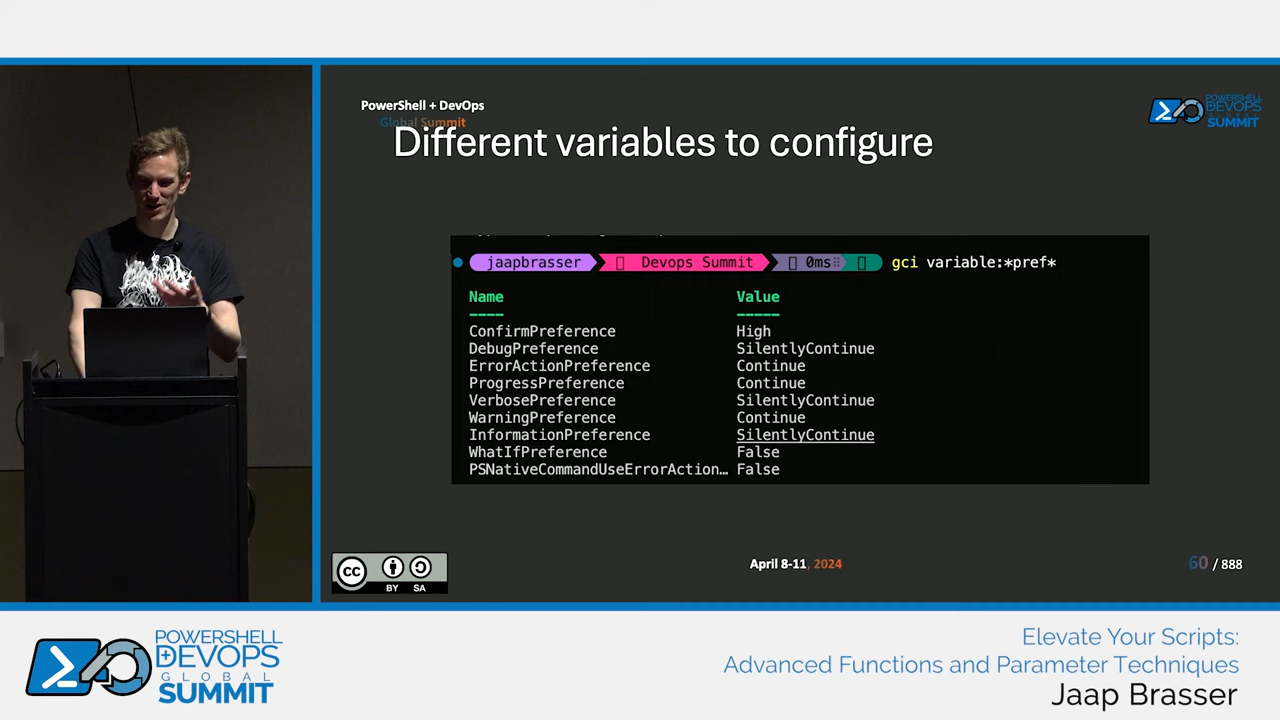 PowerShell + DevOps
Global Summit
Different variables to configure
POWERSHELL
DEVOPS
GLOBAL
SUMMIT
jaapbrasser Devops Summit 0ms gci variable:*pref*
Name Value
---- -----
ConfirmPreference High
DebugPreference SilentlyContinue
ErrorActionPreference Continue
ProgressPreference Continue
VerbosePreference SilentlyContinue
WarningPreference Continue
InformationPreference SilentlyContinue
WhatIfPreference False
PSNativeCommandUseErrorAction… False
CC BY SA
April 8-11, 2024
60 / 888
POWERSHELL
DEVOPS
GLOBAL
SUMMIT
Elevate Your Scripts:
Advanced Functions and Parameter Techniques
Jaap Brasser